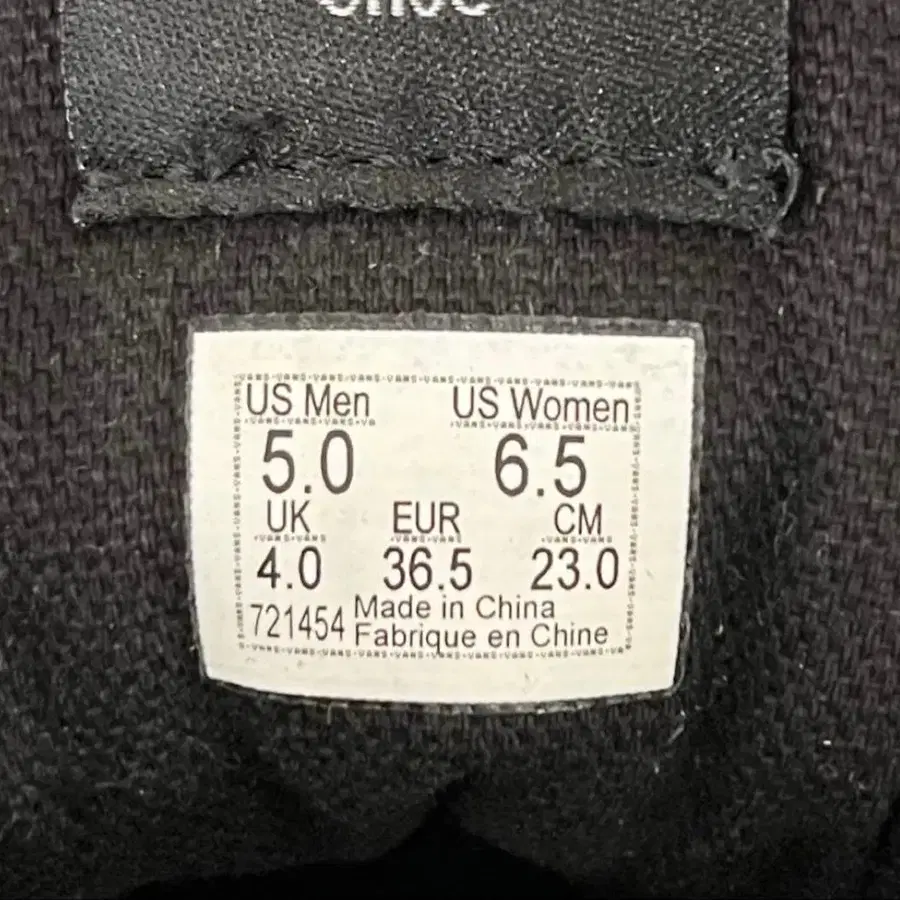 US Men US Women
5.0 6.5
UK EUR CM
4.0 36.5 23.0
721454 Made in China
Fabrique en Chine